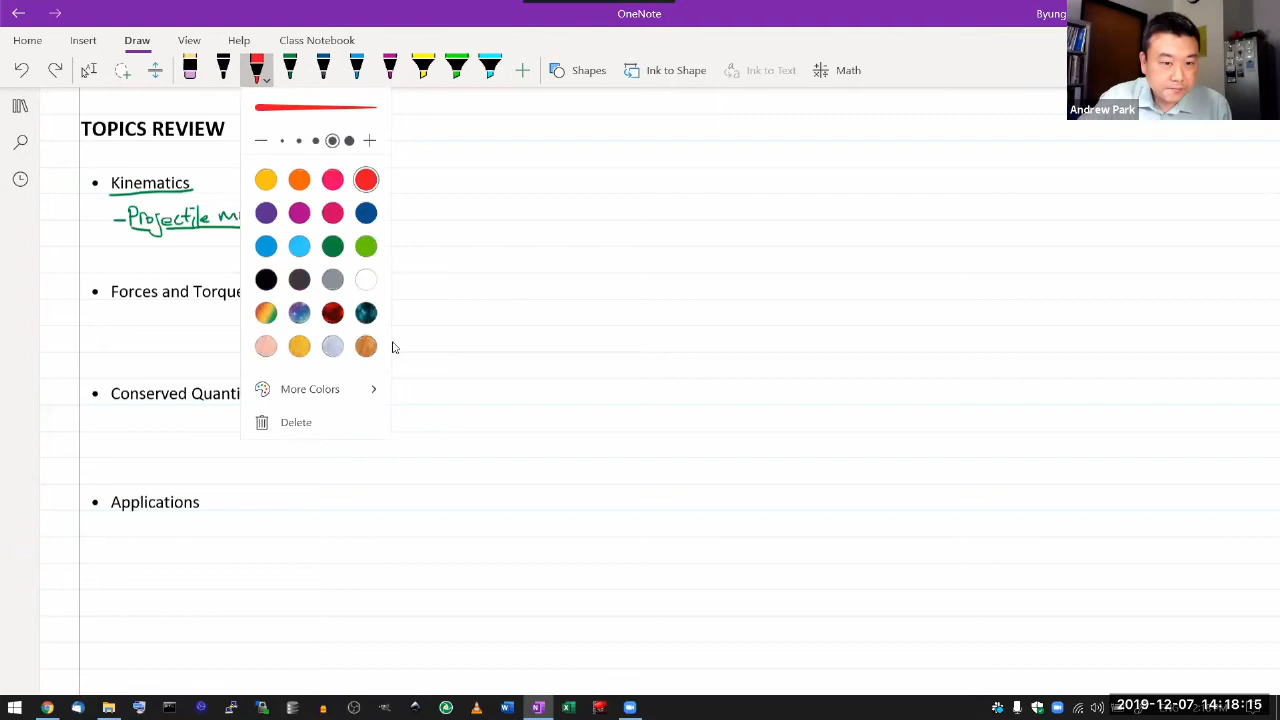 OneNote
Byung
Home Insert Draw View Help Class Notebook
Shapes Ink to Shape Ink to Text Math
Andrew Park
TOPICS REVIEW
• Kinematics
- Projectile m
• Forces and Torque
• Conserved Quanti
More Colors
Delete
• Applications
2019-12-07 14:18:15